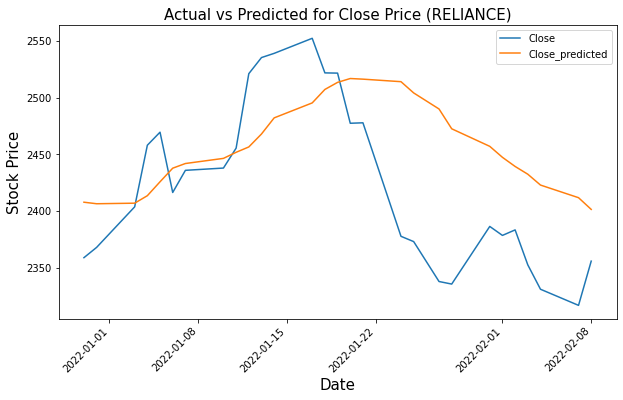 Actual vs Predicted for Close Price (RELIANCE)
Close
Close_predicted
Stock Price
2550
2500
2450
2400
2350
2022-01-01
2022-01-08
2022-01-15
2022-01-22
2022-02-01
2022-02-08
Date